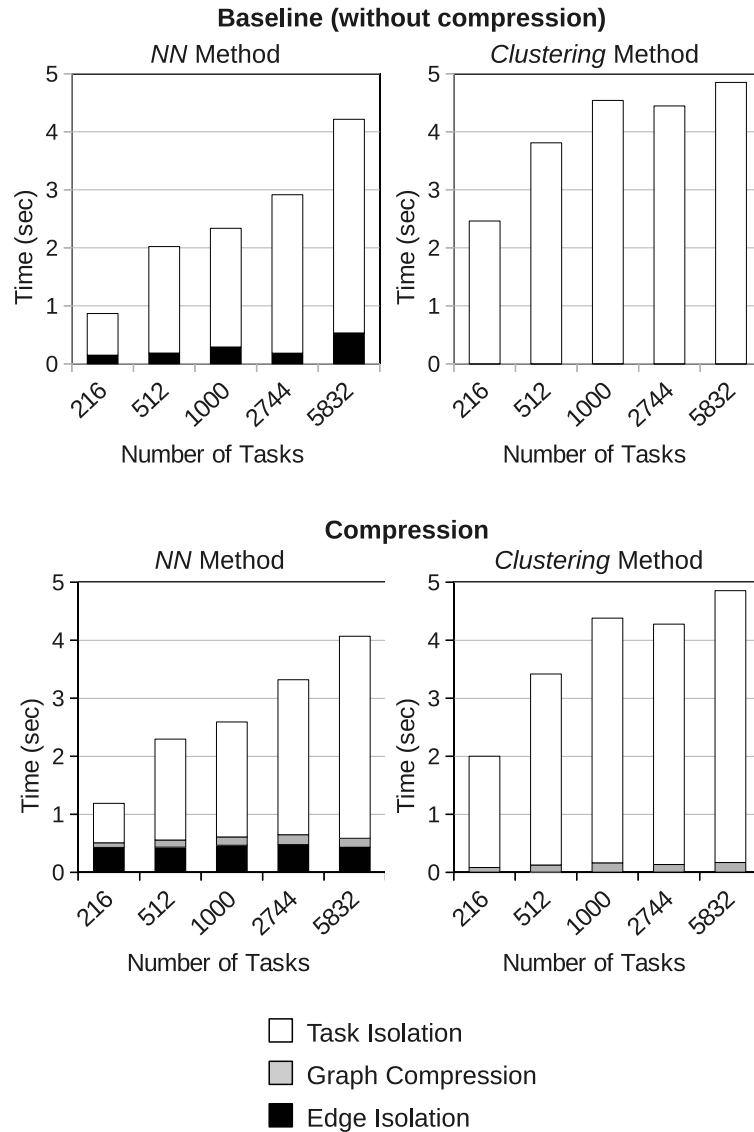 Baseline (without compression)
NN Method
5
4
3
2
1
0
Time (sec)
216
512
1000
2744
5832
Number of Tasks
Clustering Method
5
4
3
2
1
0
Time (sec)
216
512
1000
2744
5832
Number of Tasks
Compression
NN Method
5
4
3
2
1
0
Time (sec)
216
512
1000
2744
5832
Number of Tasks
Clustering Method
5
4
3
2
1
0
Time (sec)
216
512
1000
2744
5832
Number of Tasks
Task Isolation
Graph Compression
Edge Isolation